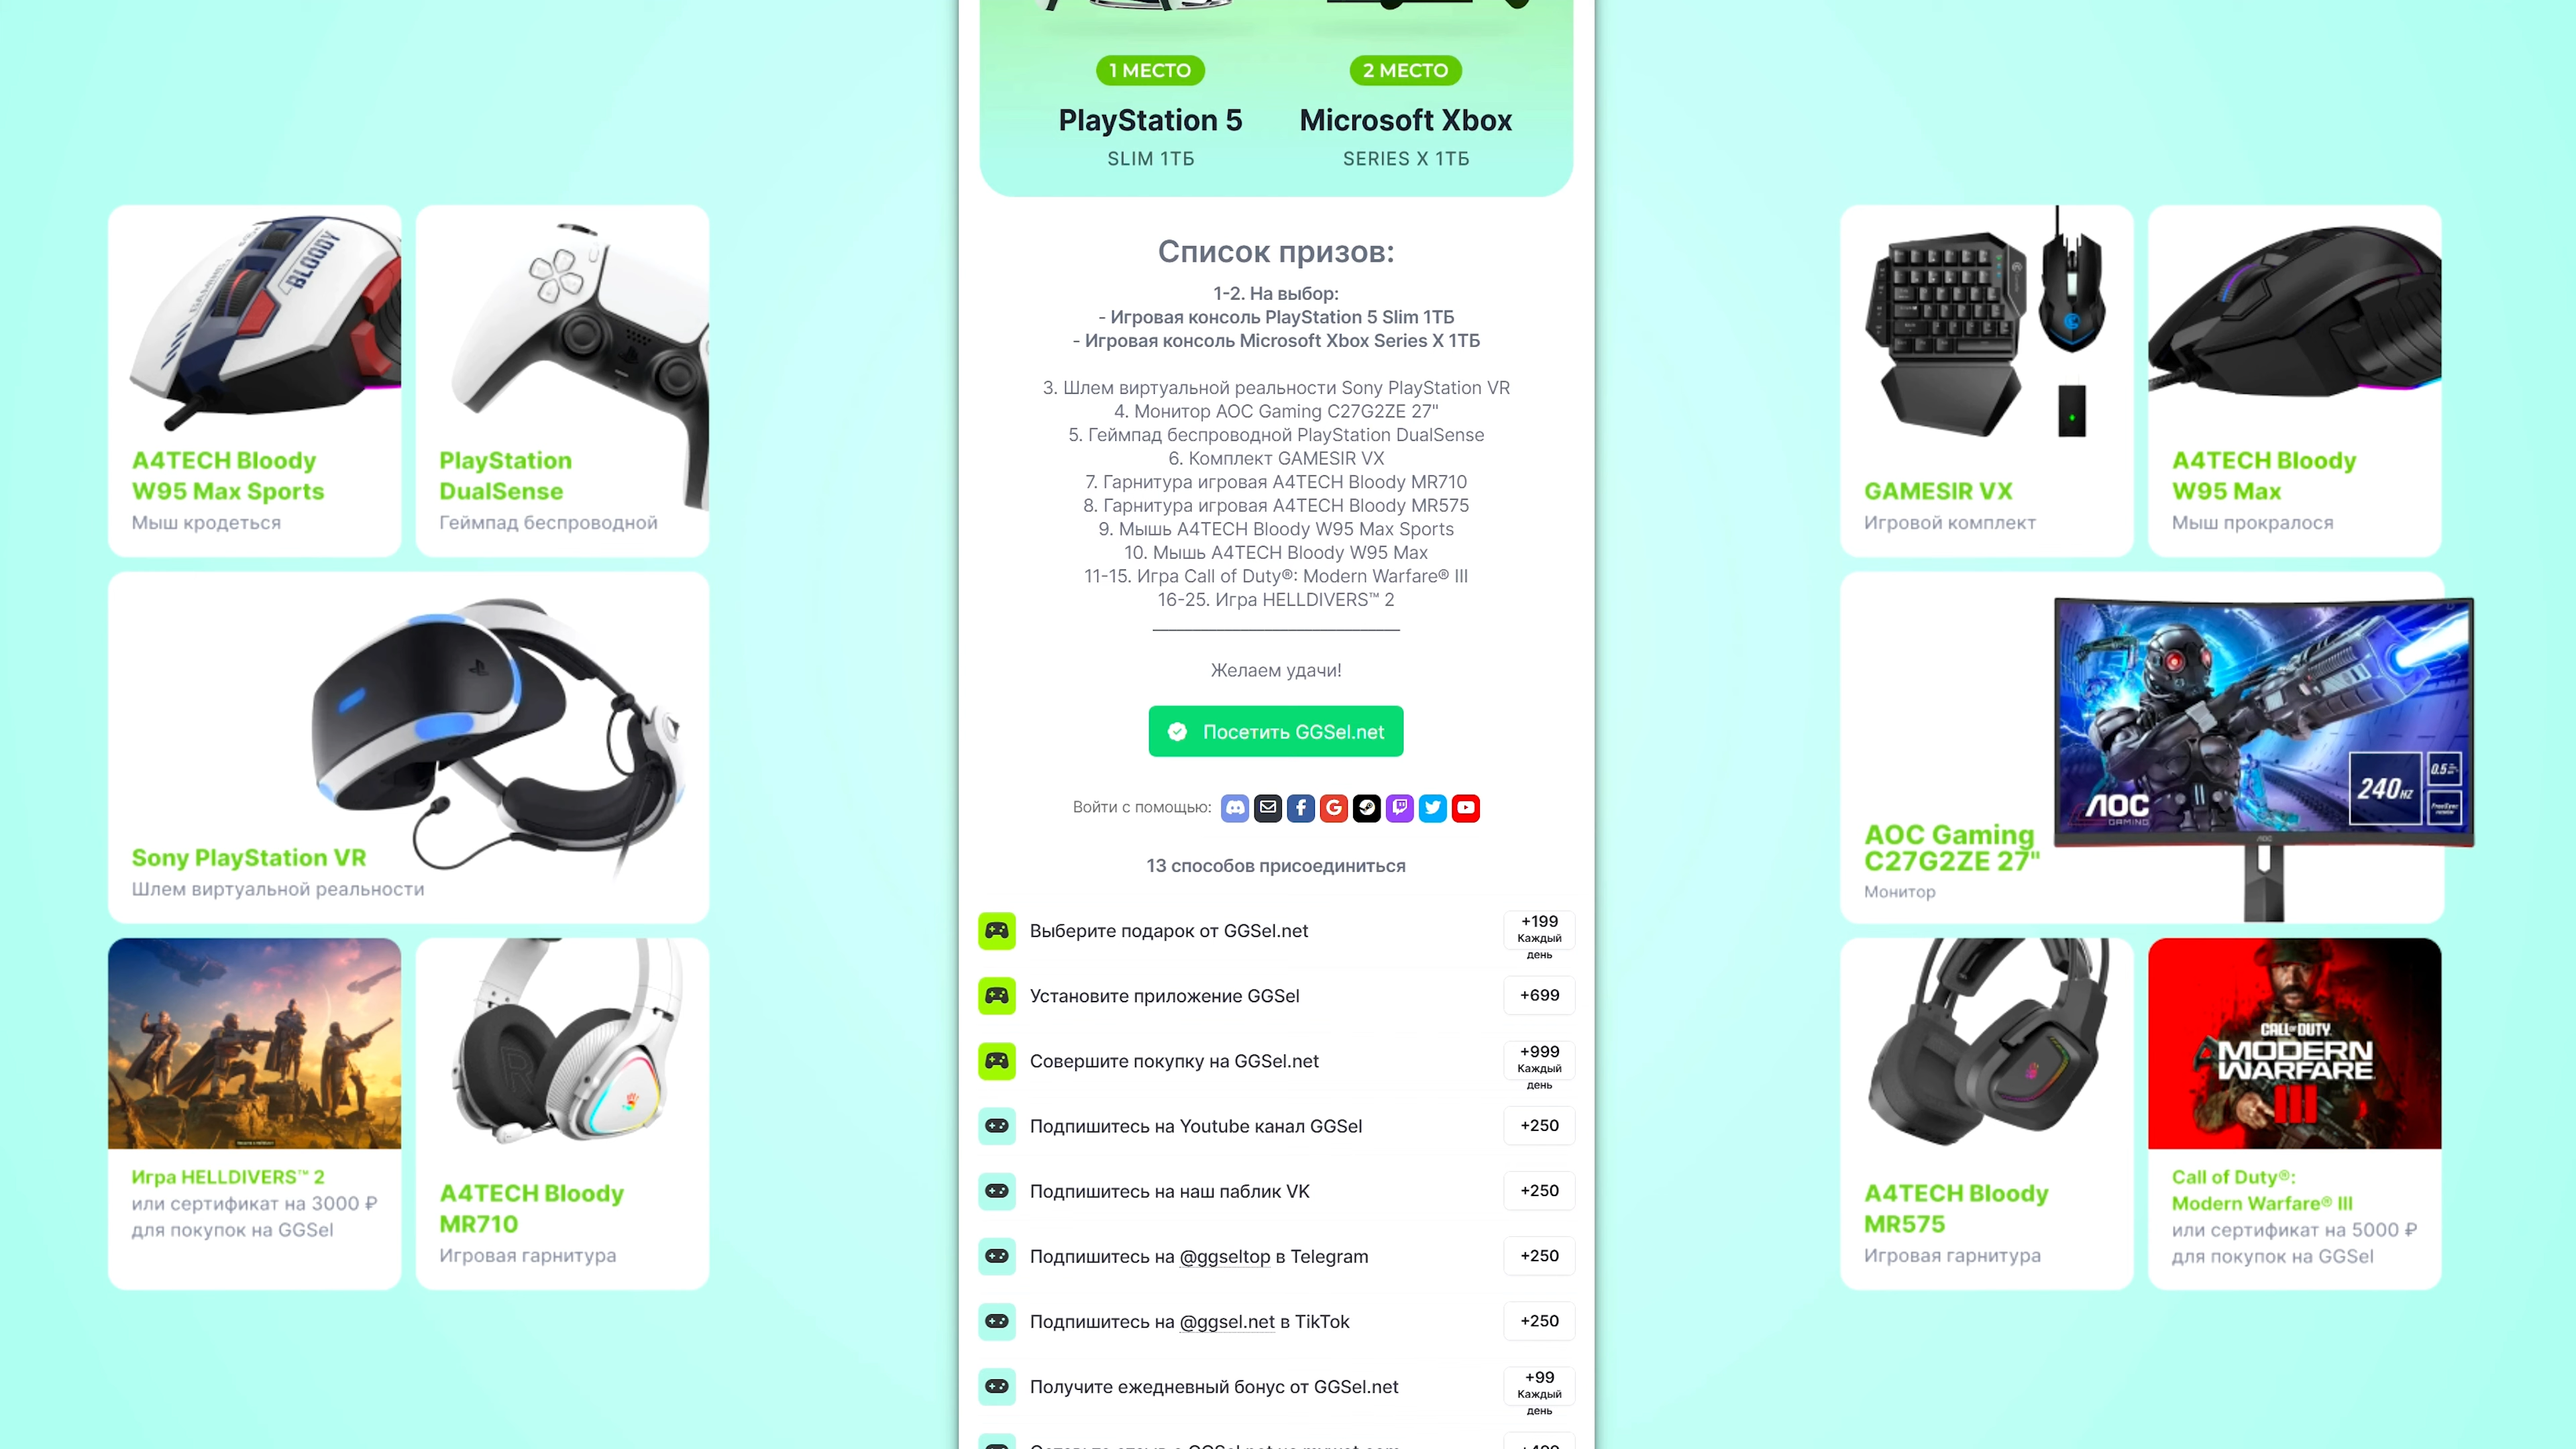 BLOODY
GAMING
A4TECH Bloody
W95 Max Sports
Мыш кродеться
PlayStation
DualSense
Геймпад беспроводной
Sony PlayStation VR
Шлем виртуальной реальности
Игра HELLDIVERS™ 2
или сертификат на 3000 ₽
для покупок на GGSel
A4TECH Bloody
MR710
Игровая гарнитура
1 МЕСТО
PlayStation 5
SLIM 1ТБ
2 МЕСТО
Microsoft Xbox
SERIES X 1ТБ
Список призов:
1-2. На выбор:
- Игровая консоль PlayStation 5 Slim 1ТБ
- Игровая консоль Microsoft Xbox Series X 1ТБ
3. Шлем виртуальной реальности Sony PlayStation VR
4. Монитор AOC Gaming C27G2ZE 27"
5. Геймпад беспроводной PlayStation DualSense
6. Комплект GAMESIR VX
7. Гарнитура игровая A4TECH Bloody MR710
8. Гарнитура игровая A4TECH Bloody MR575
9. Мышь A4TECH Bloody W95 Max Sports
10. Мышь A4TECH Bloody W95 Max
11-15. Игра Call of Duty®: Modern Warfare® III
16-25. Игра HELLDIVERS™ 2
Желаем удачи!
Посетить GGSel.net
Войти с помощью:
13 способов присоединиться
Выберите подарок от GGSel.net
+199
Каждый
день
Установите приложение GGSel
+699
Совершите покупку на GGSel.net
+999
Каждый
день
Подпишитесь на Youtube канал GGSel
+250
Подпишитесь на наш паблик VK
+250
Подпишитесь на @ggseltop в Telegram
+250
Подпишитесь на @ggsel.net в TikTok
+250
Получите ежедневный бонус от GGSel.net
+99
Каждый
день
GAMESIR VX
Игровой комплект
A4TECH Bloody
W95 Max
Мыш прокралося
AOC Gaming
C27G2ZE 27"
Монитор
AOC
GAMING
240 HZ
0.5
FreeSync
A4TECH Bloody
MR575
Игровая гарнитура
CALL OF DUTY.
MODERN
WARFARE
III
Call of Duty®:
Modern Warfare® III
или сертификат на 5000 ₽
для покупок на GGSel